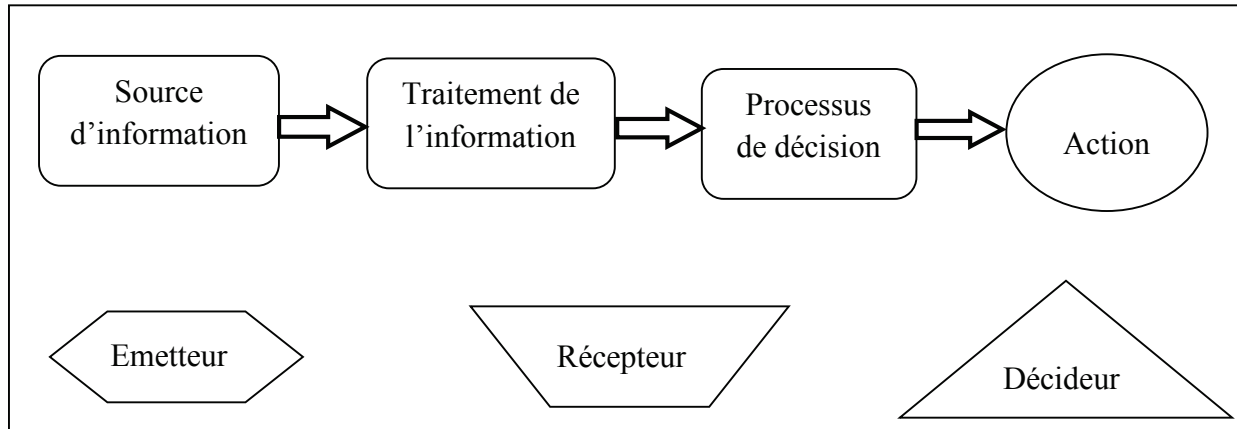 Source
d’information
Traitement de
l’information
Processus
de décision
Action
Emetteur
Récepteur
Décideur